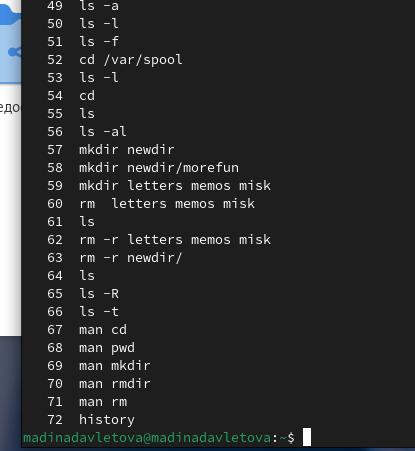 49 ls -a
50 ls -l
51 ls -f
52 cd /var/spool
53 ls -l
54 cd
55 ls
56 ls -al
57 mkdir newdir
58 mkdir newdir/morefun
59 mkdir letters memos misk
60 rm  letters memos misk
61 ls
62 rm -r letters memos misk
63 rm -r newdir/
64 ls
65 ls -R
66 ls -t
67 man cd
68 man pwd
69 man mkdir
70 man rmdir
71 man rm
72 history
madinadavletova@madinadavletova:~$